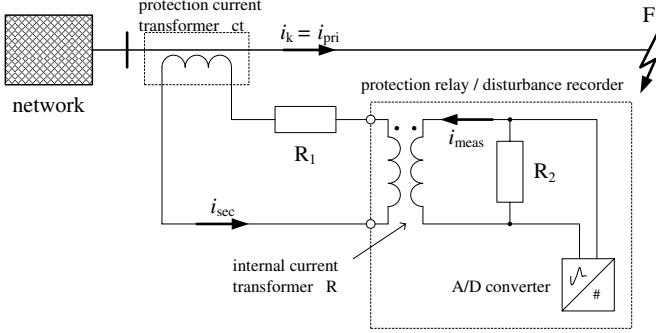 protection current
transformer ct
i_k = i_pri
F
network
protection relay / disturbance recorder
R_1
i_meas
R_2
i_sec
internal current
transformer R
A/D converter
#